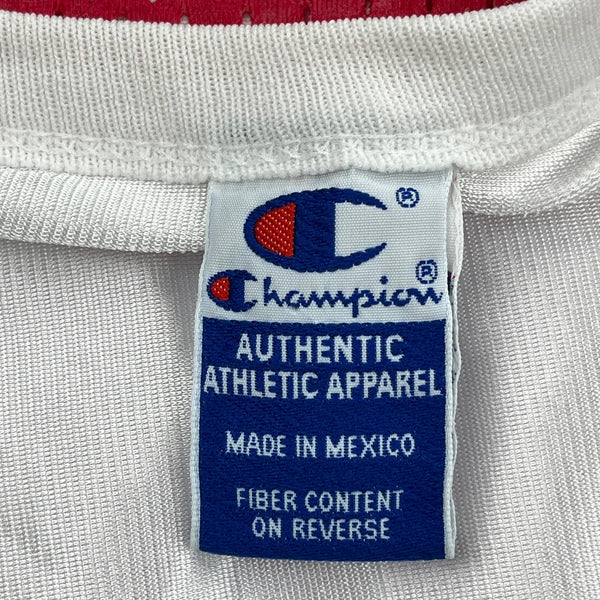 C ®
Champion ®
AUTHENTIC
ATHLETIC APPAREL
MADE IN MEXICO
FIBER CONTENT
ON REVERSE